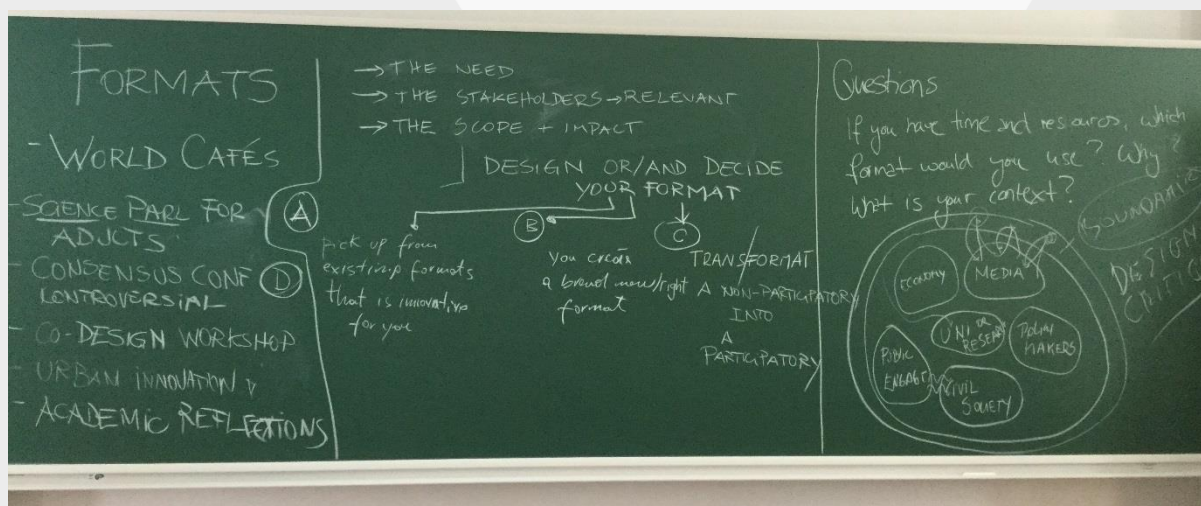 FORMATS
- WORLD CAFÉS
- SCIENCE PARL FOR
ADJCTS
- CONSENSUS CONF
CONTROVERSIAL
- CO-DESIGN WORKSHOP
- URBAN INNOVATION
- ACADEMIC REFLECTIONS
→ THE NEED
→ THE STAKEHOLDERS → RELEVANT
→ THE SCOPE + IMPACT
DESIGN OR/AND DECIDE
YOUR FORMAT
A
pick up from
existing formats
that is innovative
for you
D
B
you create
a brand new/right
format
C
TRANSFORMAT
A NON-PARTICIPATORY
INTO
A
PARTICIPATORY
Questions
If you have time and resources, which
format would you use? Why?
What is your context?
ECONOMY
MEDIA
UNI or
RESEARCH
POLICY
MAKERS
PUBLIC
CIVIL
SOCIETY
DESIGN